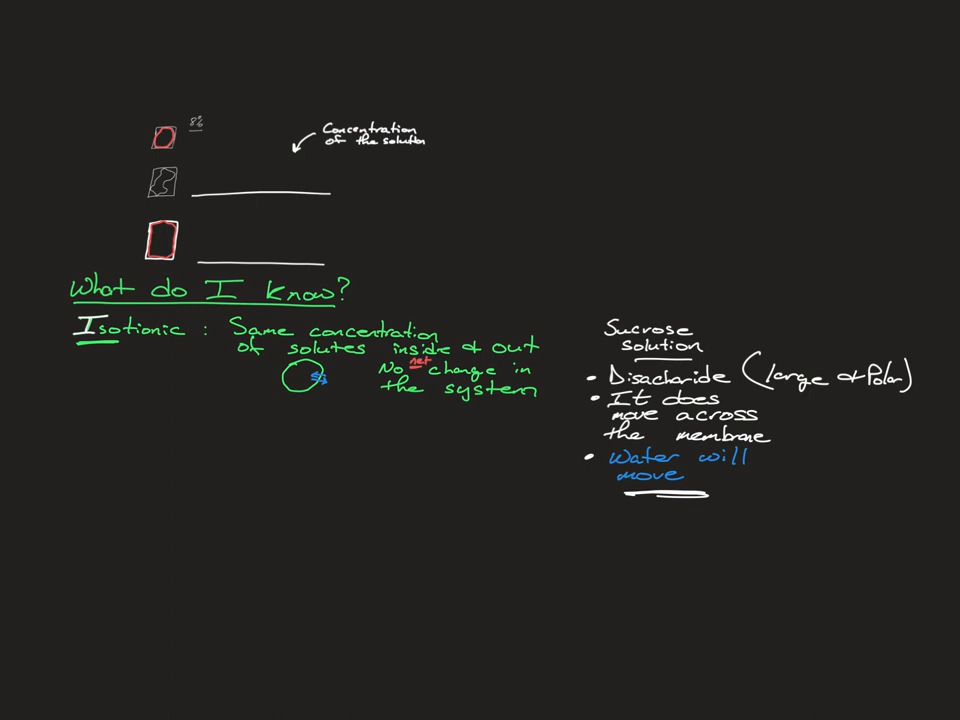 8%
Concentration
of the solution
What do I know?
Isotionic : Same concentration
of solutes inside & out
No net change in
the system
Sucrose
solution
• Disacharide (large & Polar)
• It does
move across
the membrane
• Water will
move